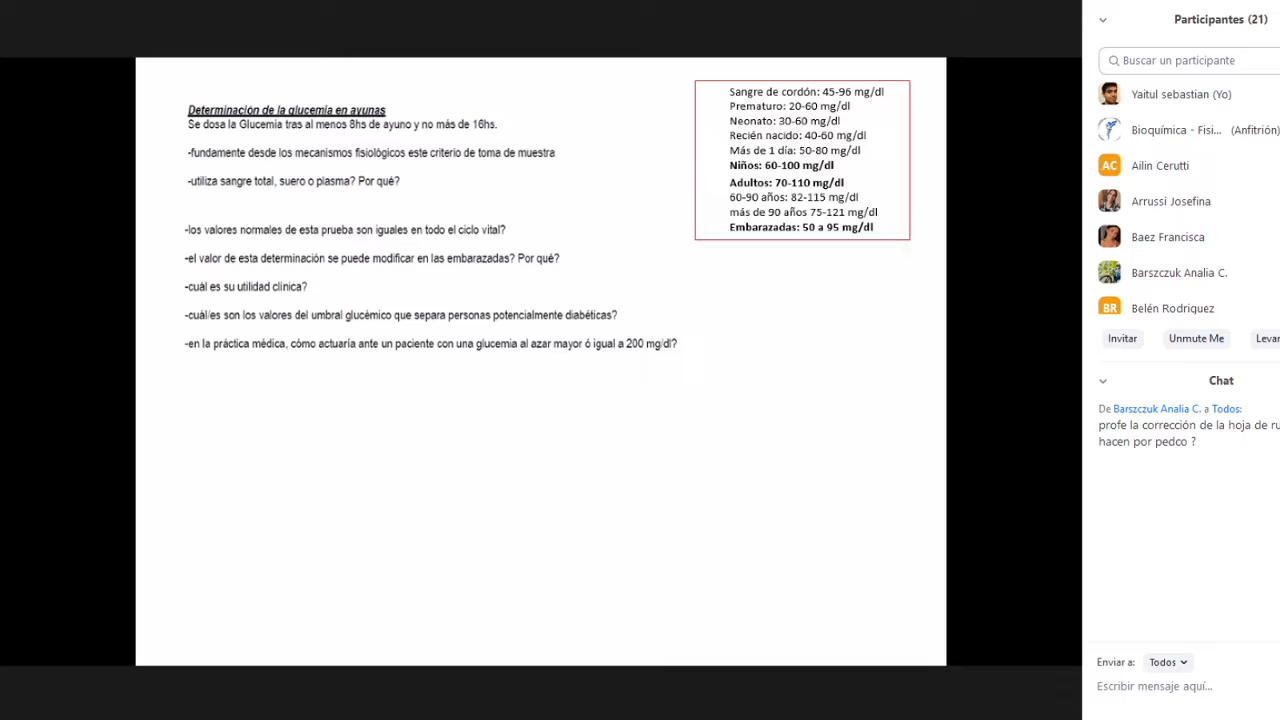 Determinación de la glucemia en ayunas
Se dosa la Glucemia tras al menos 8hs de ayuno y no más de 16hs.
-fundamente desde los mecanismos fisiológicos este criterio de toma de muestra
-utiliza sangre total, suero o plasma? Por qué?
-los valores normales de esta prueba son iguales en todo el ciclo vital?
-el valor de esta determinación se puede modificar en las embarazadas? Por qué?
-cuál es su utilidad clínica?
-cuál/es son los valores del umbral glucémico que separa personas potencialmente diabéticas?
-en la práctica médica, cómo actuaría ante un paciente con una glucemia al azar mayor ó igual a 200 mg/dl?
Sangre de cordón: 45-96 mg/dl
Prematuro: 20-60 mg/dl
Neonato: 30-60 mg/dl
Recién nacido: 40-60 mg/dl
Más de 1 día: 50-80 mg/dl
Niños: 60-100 mg/dl
Adultos: 70-110 mg/dl
60-90 años: 82-115 mg/dl
más de 90 años 75-121 mg/dl
Embarazadas: 50 a 95 mg/dl
Participantes (21)
Buscar un participante
Yaitul sebastian (Yo)
Bioquímica - Fisi... (Anfitrión)
AC Ailin Cerutti
Arrussi Josefina
Baez Francisca
Barszczuk Analia C.
BR Belén Rodriquez
Invitar Unmute Me Levar
Chat
De Barszczuk Analia C. a Todos:
profe la corrección de la hoja de ru
hacen por pedco ?
Enviar a: Todos
Escribir mensaje aquí...